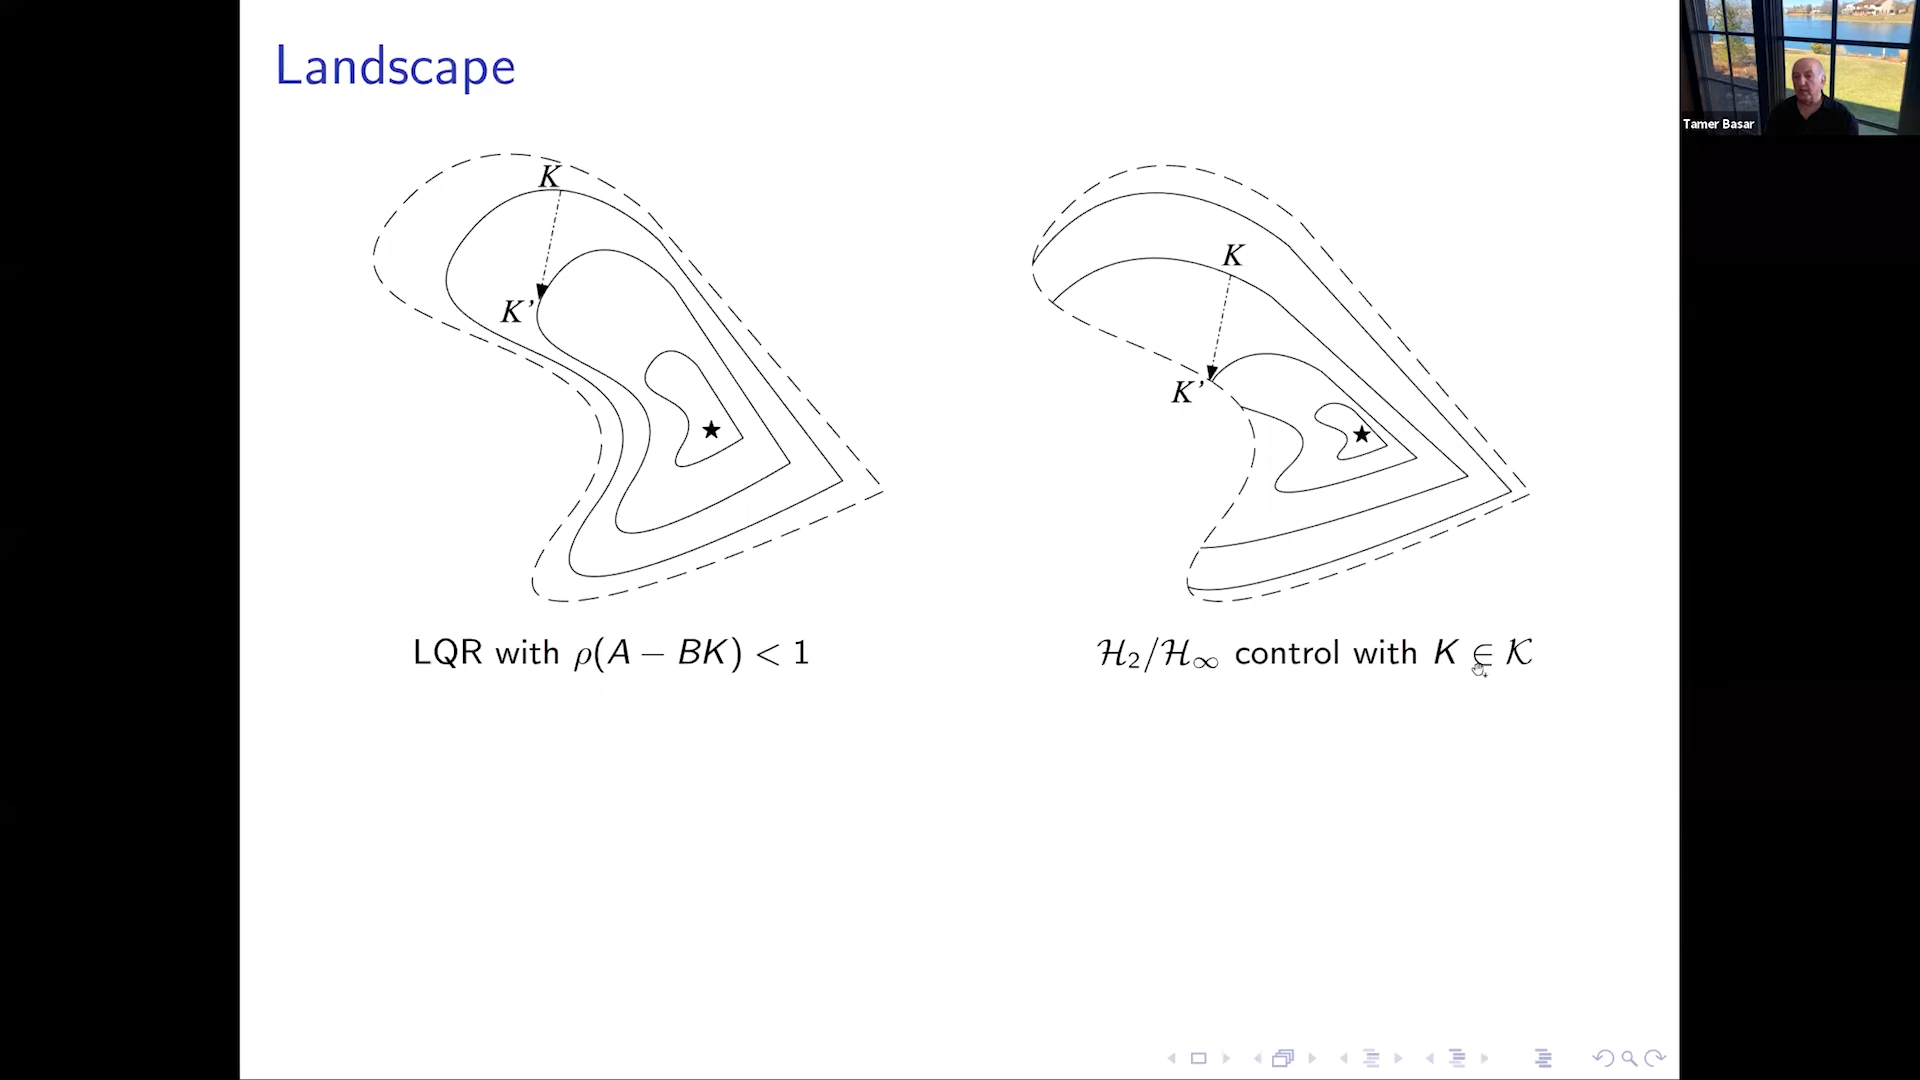 Landscape
Tamer Basar
K
K'
K
K'
LQR with ρ(A − BK) < 1
ℋ₂/ℋ∞ control with K ∈ 𝒦